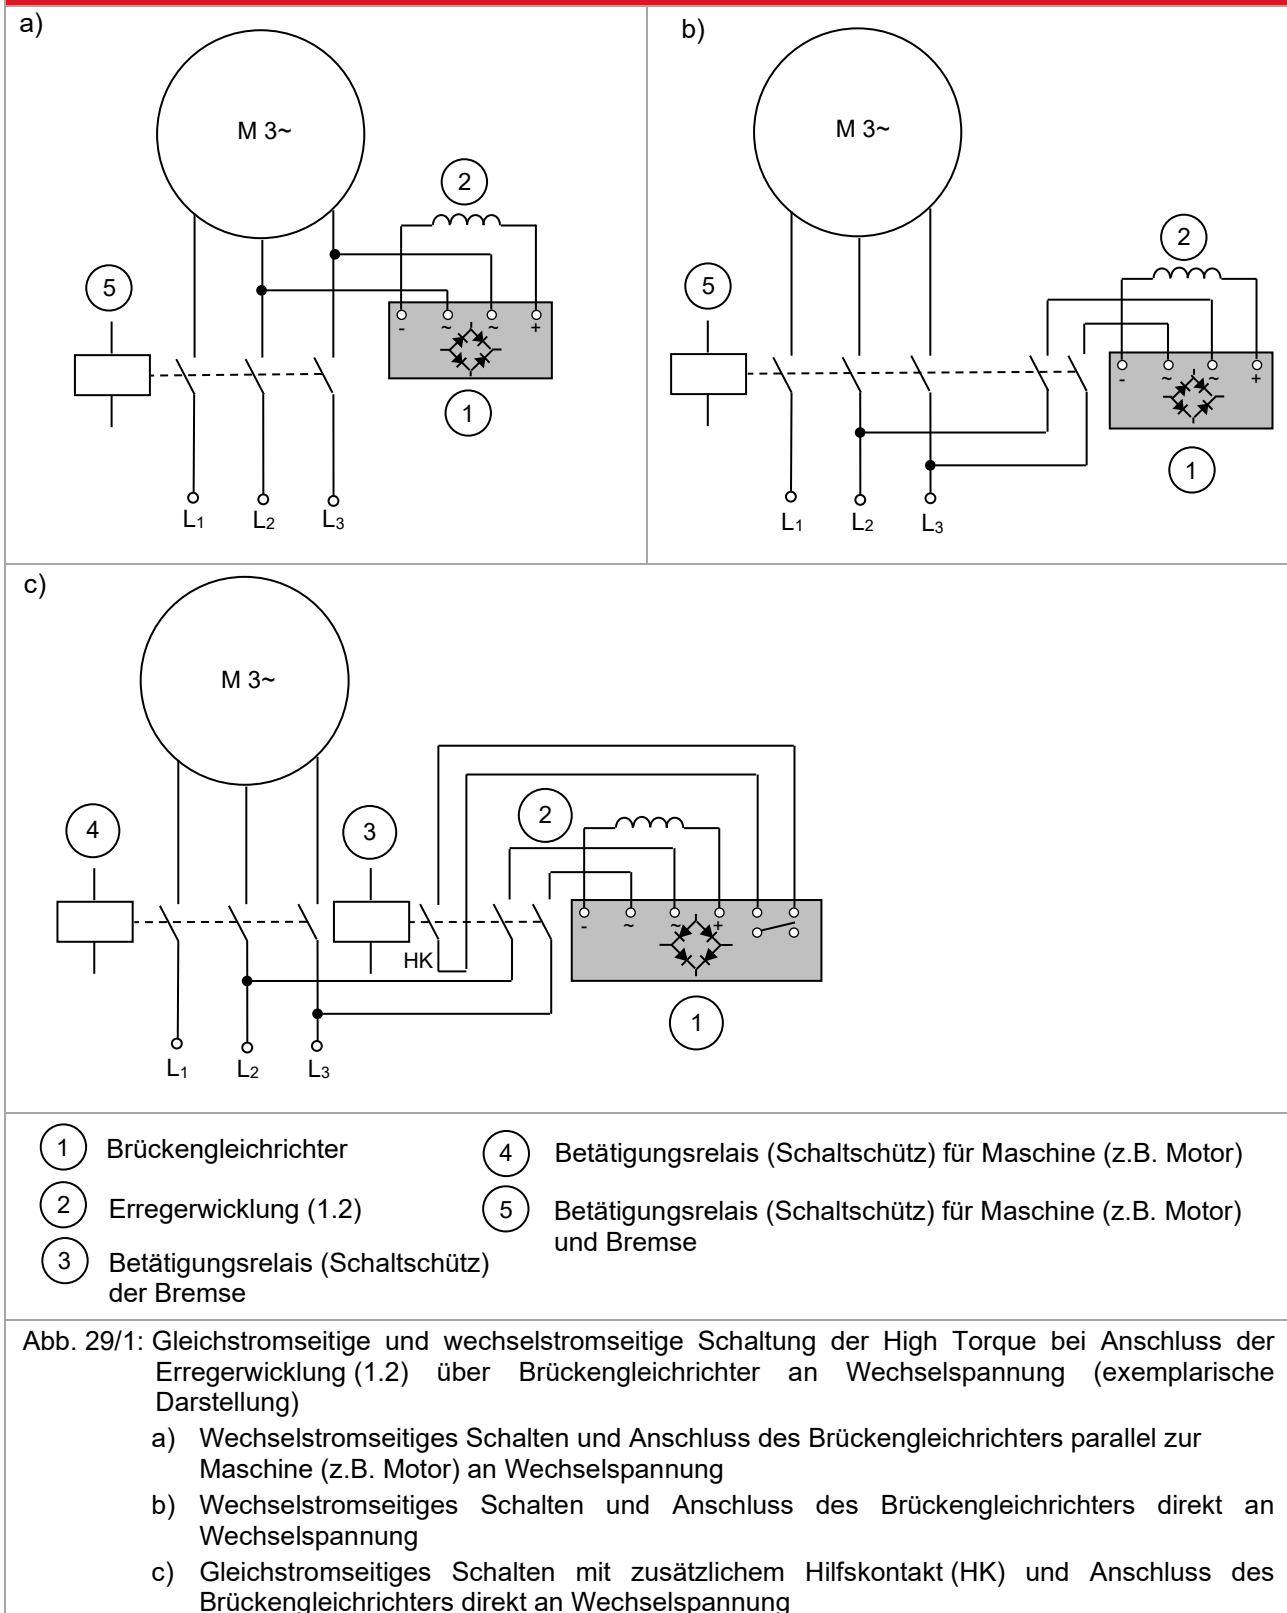 a)
M 3~
2
5
- ~ ~ +
1
L1 L2 L3
b)
M 3~
2
5
- ~ ~ +
1
L1 L2 L3
c)
M 3~
4
3
2
- ~ ~ +
HK
1
L1 L2 L3
1 Brückengleichrichter
2 Erregerwicklung (1.2)
3 Betätigungsrelais (Schaltschütz)
der Bremse
4 Betätigungsrelais (Schaltschütz) für Maschine (z.B. Motor)
5 Betätigungsrelais (Schaltschütz) für Maschine (z.B. Motor)
und Bremse
Abb. 29/1: Gleichstromseitige und wechselstromseitige Schaltung der High Torque bei Anschluss der
Erregerwicklung (1.2) über Brückengleichrichter an Wechselspannung (exemplarische
Darstellung)
a) Wechselstromseitiges Schalten und Anschluss des Brückengleichrichters parallel zur
Maschine (z.B. Motor) an Wechselspannung
b) Wechselstromseitiges Schalten und Anschluss des Brückengleichrichters direkt an
Wechselspannung
c) Gleichstromseitiges Schalten mit zusätzlichem Hilfskontakt (HK) und Anschluss des
Brückengleichrichters direkt an Wechselspannung